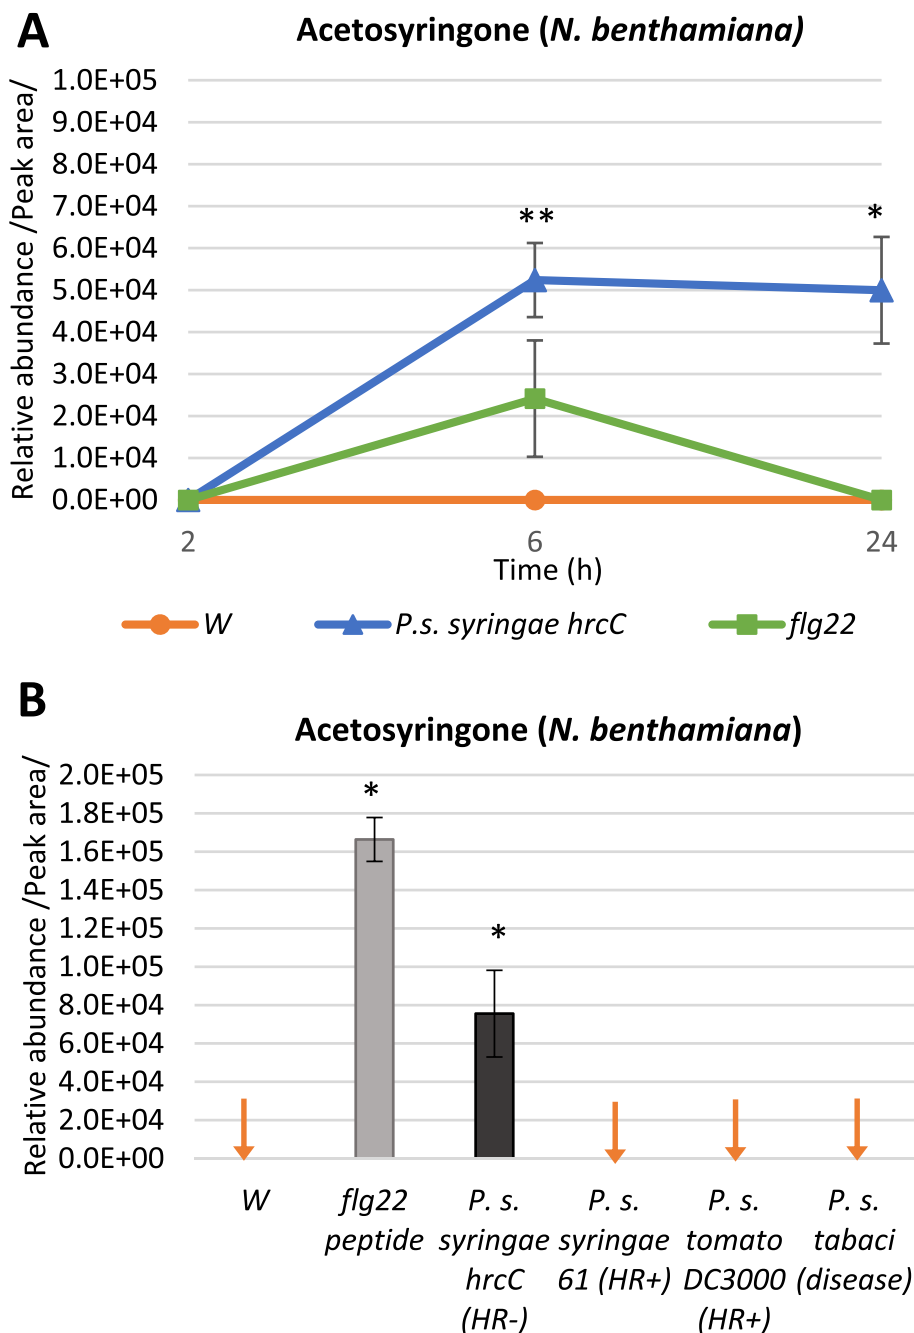 A
Acetosyringone (N. benthamiana)
Relative abundance /Peak area/
1.0E+05
9.0E+04
8.0E+04
7.0E+04
6.0E+04
5.0E+04
4.0E+04
3.0E+04
2.0E+04
1.0E+04
0.0E+00
**
*
2 6 24
Time (h)
W P.s. syringae hrcC flg22
B
Acetosyringone (N. benthamiana)
Relative abundance /Peak area/
2.0E+05
1.8E+05
1.6E+05
1.4E+05
1.2E+05
1.0E+05
8.0E+04
6.0E+04
4.0E+04
2.0E+04
0.0E+00
*
*
W
flg22
peptide
P. s.
syringae
hrcC
(HR-)
P. s.
syringae
61 (HR+)
P. s.
tomato
DC3000
(HR+)
P. s.
tabaci
(disease)